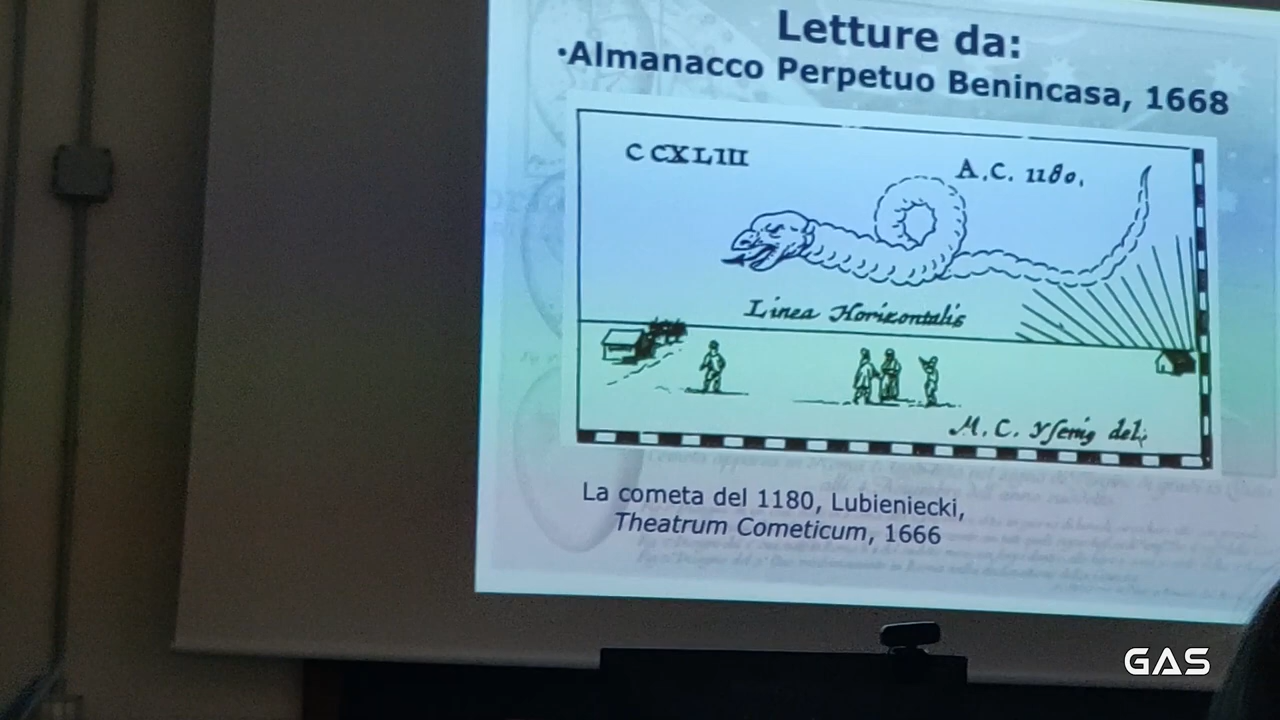 Letture da:
•Almanacco Perpetuo Benincasa, 1668
CCXLIII
A.C. 1180.
Linea Horizontalis
M. C. Yſenig del:
La cometa del 1180, Lubieniecki,
Theatrum Cometicum, 1666
GAS